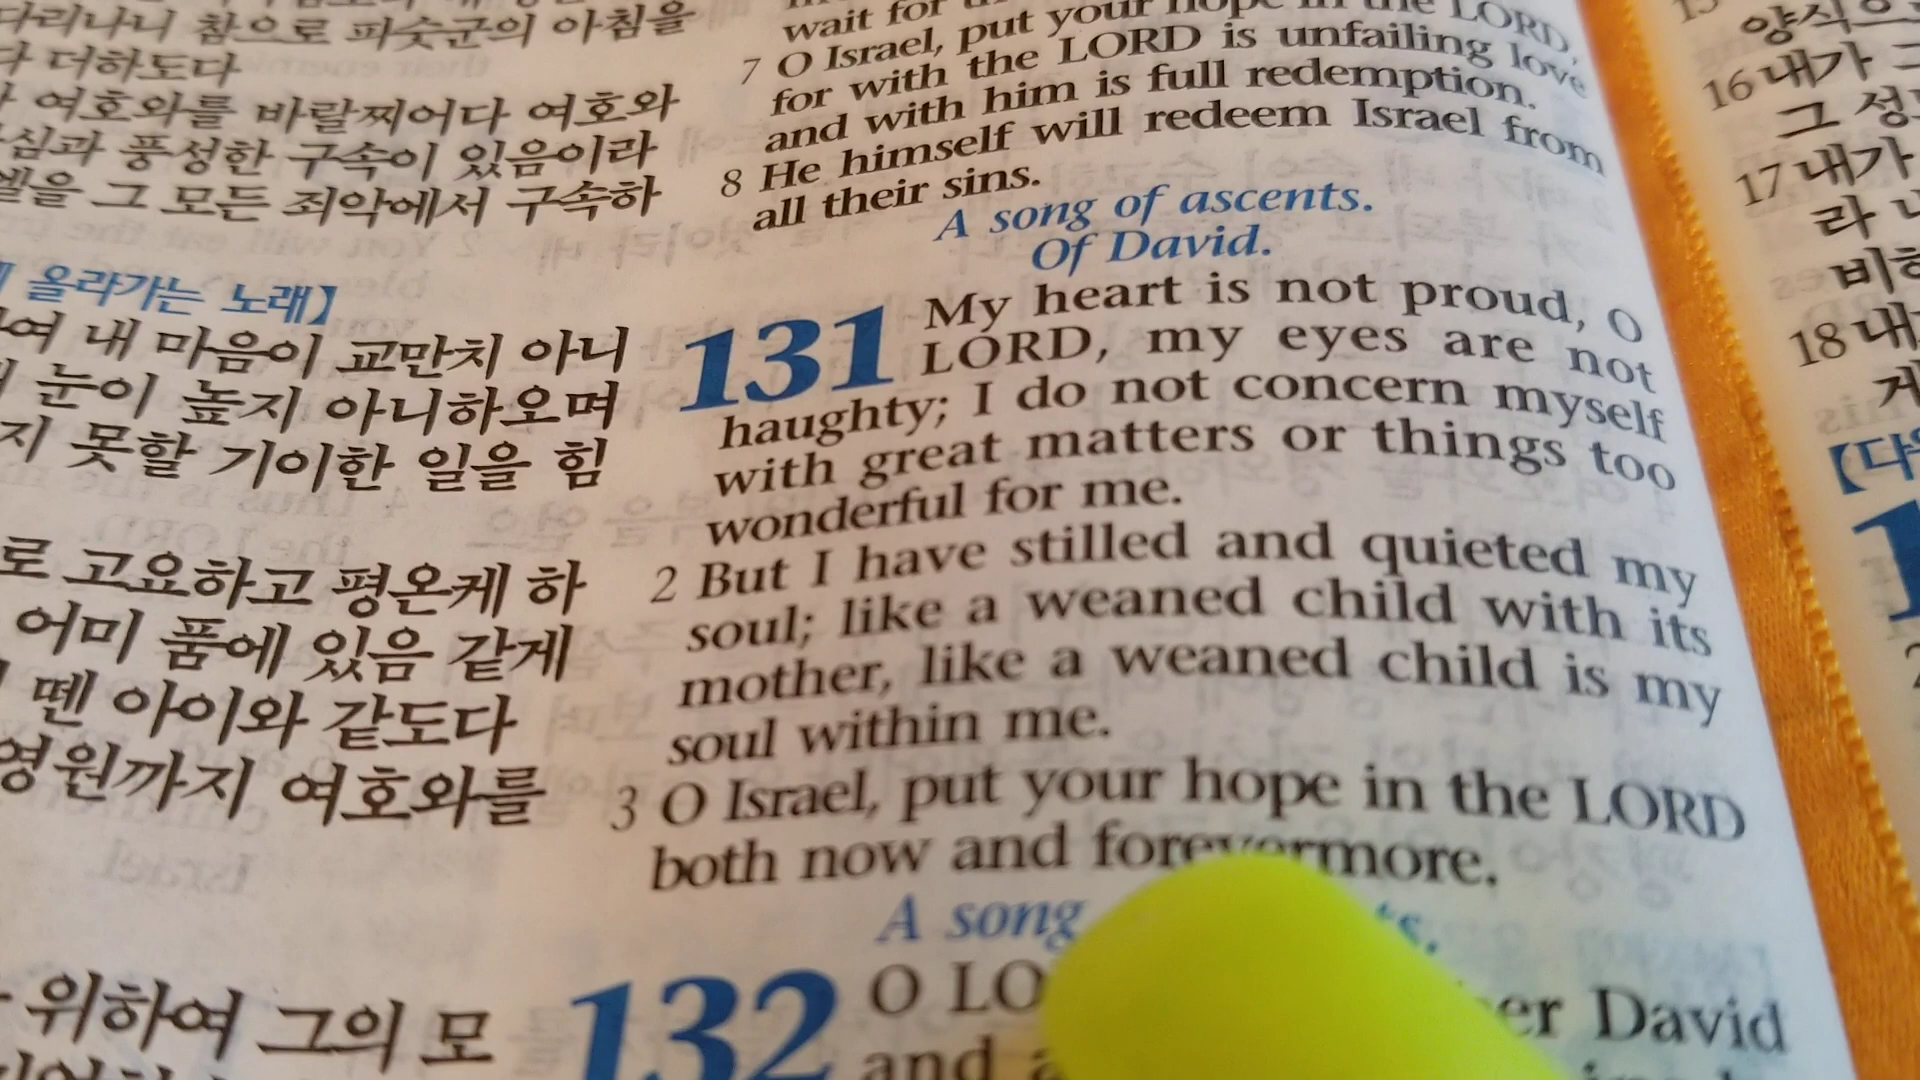 다리나니 참으로 파숫군의 아침을
더하도다
여호와를 바랄찌어다 여호와
풍성한 구속이 있음이라
그 모든 죄악에서 구속하
올라가는 노래】
내 마음이 교만치 아니
눈이 높지 아니하오며
못할 기이한 일을 힘
로 고요하고 평온케 하
어미 품에 있음 같게
뗀 아이와 같도다
영원까지 여호와를
위하여 그의 모
wait for
7 O Israel, put your hope in the LORD,
for with the LORD is unfailing love
and with him is full redemption.
8 He himself will redeem Israel from
all their sins.
A song of ascents.
Of David.
131 My heart is not proud, O
LORD, my eyes are not
haughty; I do not concern myself
with great matters or things too
wonderful for me.
2 But I have stilled and quieted my
soul; like a weaned child with its
mother, like a weaned child is my
soul within me.
3 O Israel, put your hope in the LORD
both now and forevermore.
A song
132 O LO
David
and
16 내가 그
그
17 내가
라
18 내
【다